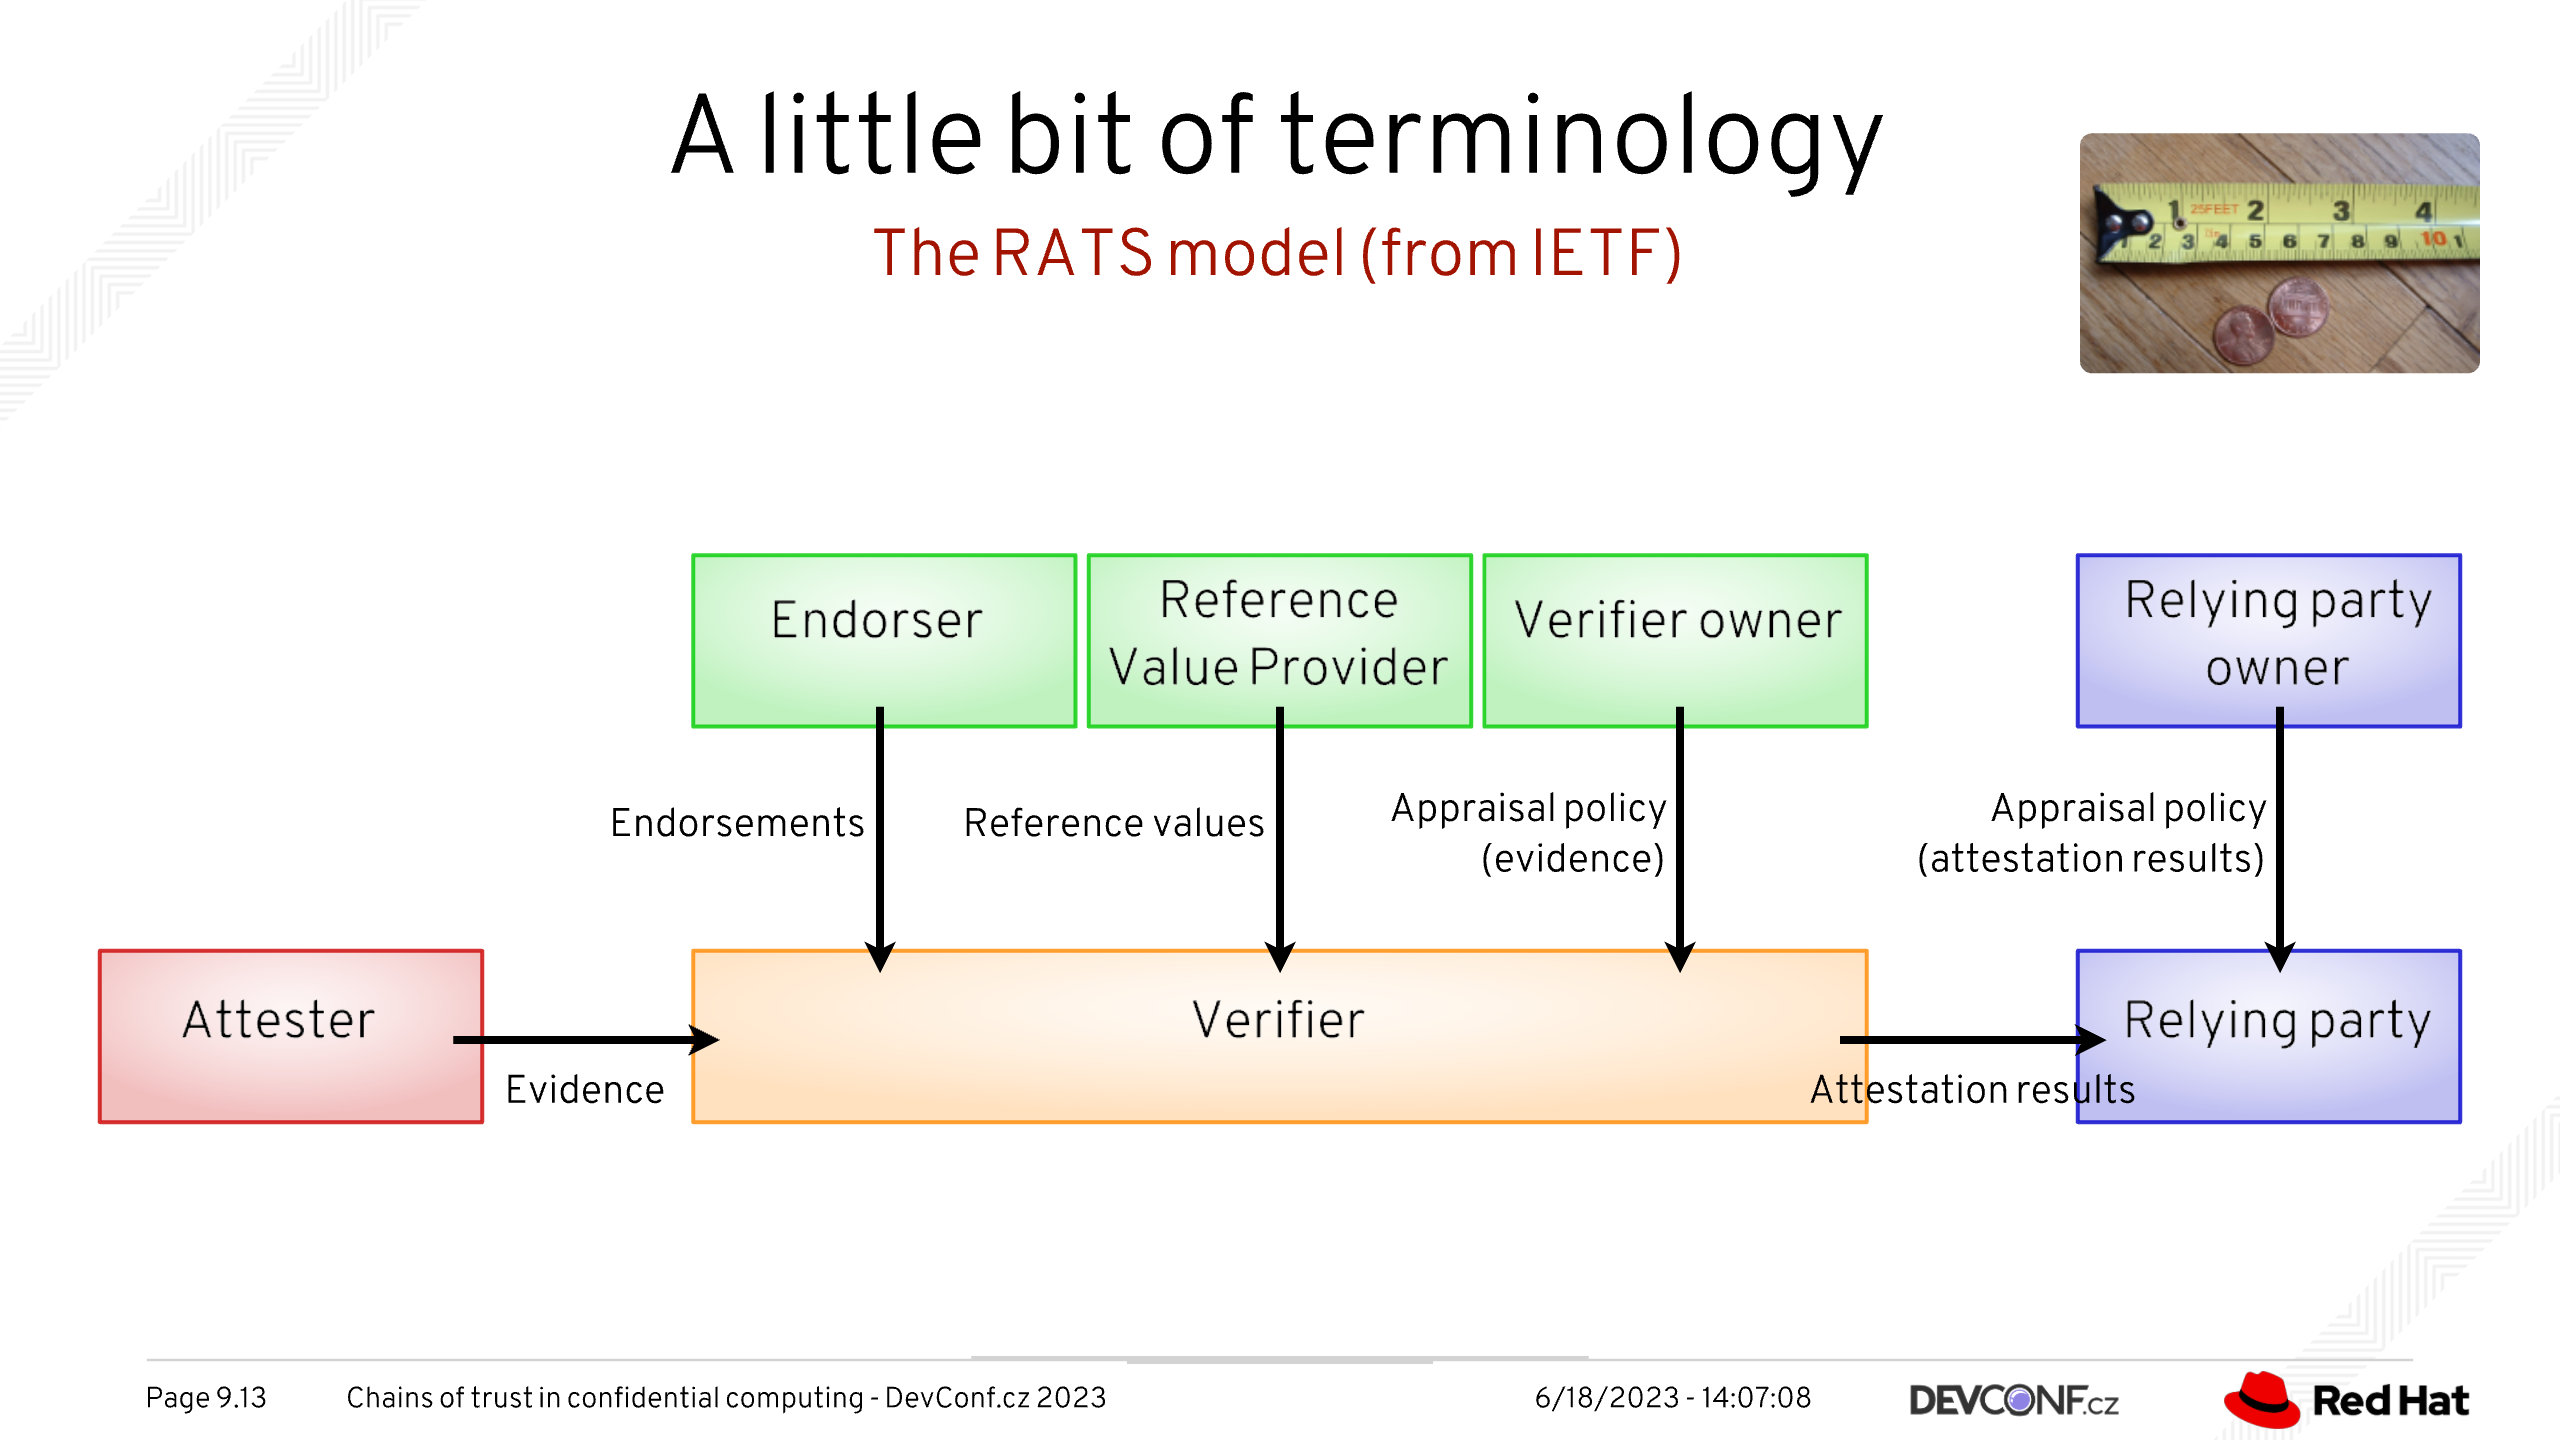 A little bit of terminology
The RATS model (from IETF)
1 25FEET 2 3 4
1 2 3 4 5 6 7 8 9 10 1
Endorser
Reference
Value Provider
Verifier owner
Relying party
owner
Endorsements
Reference values
Appraisal policy
(evidence)
Appraisal policy
(attestation results)
Attester
Verifier
Relying party
Evidence
Attestation results
Page 9.13
Chains of trust in confidential computing - DevConf.cz 2023
6/18/2023 - 14:07:08
DEVCONF.cz
Red Hat